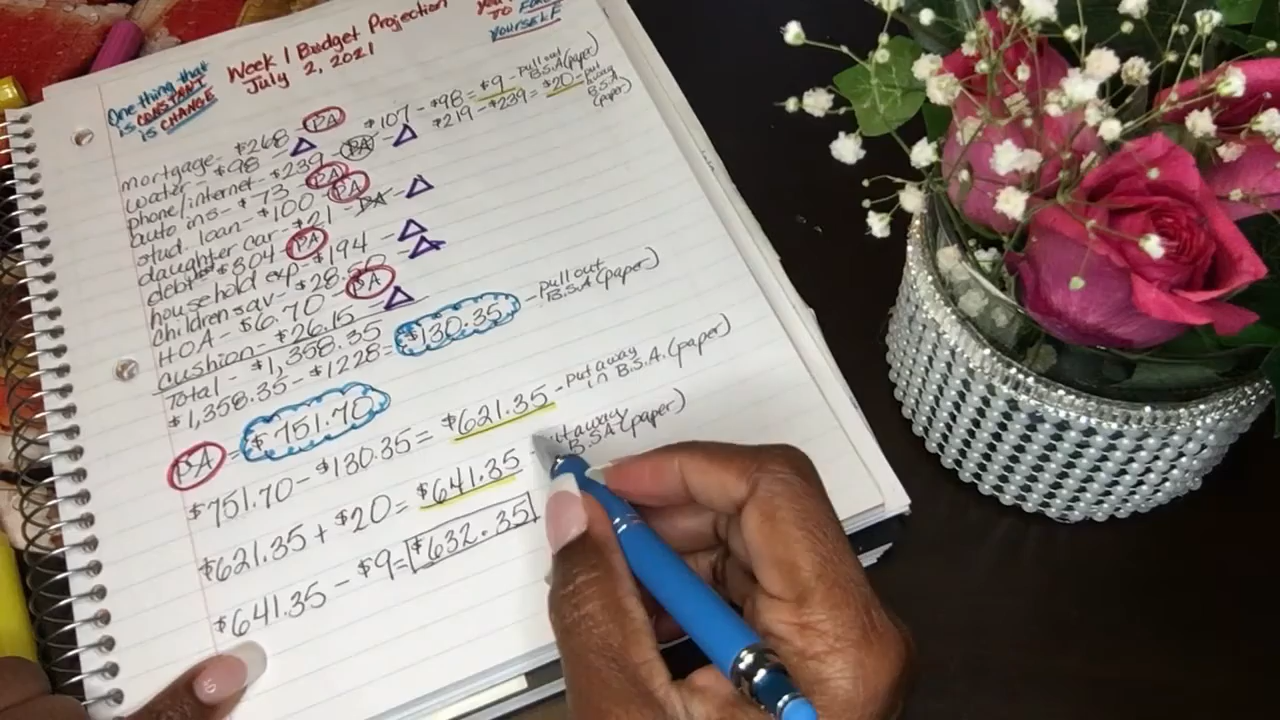 One thing that
is CONSTANT
is CHANGE
Week 1 Budget Projection
July 2, 2021
TO
YOURSELF
mortgage - $268 - PA
water - $98 - $107 - $98 = $9 - pull out B.S.A (paper)
phone/internet - $239 - PA $219 - $239 = $20 - put away B.S.A (paper)
auto ins - $73 PA
stud. loan - $100 PA
daughter car - $21 - PA -
debt - $304 PA
household exp - $194 -
children sav - $28.
HOA - $6.70 - PA
cushion - $26.15 -
Total - $1,358.35
$1,358.35 - $1228 = $130.35 - pull out B.S.A (paper)
PA = $751.70
$751.70 - $130.35 = $621.35 - put away in B.S.A. (paper)
$621.35 + $20 = $641.35 B.S.A (paper)
$641.35 - $9 = $632.35